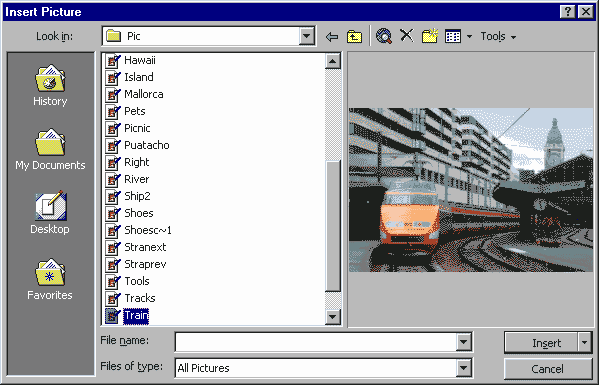 Insert Picture
Look in:
Pic
Tools
History
My Documents
Desktop
Favorites
Hawaii
Island
Mallorca
Pets
Picnic
Puatacho
Right
River
Ship2
Shoes
Shoesc~1
Stranext
Straprev
Tools
Tracks
Train
File name:
Insert
Files of type:
All Pictures
Cancel